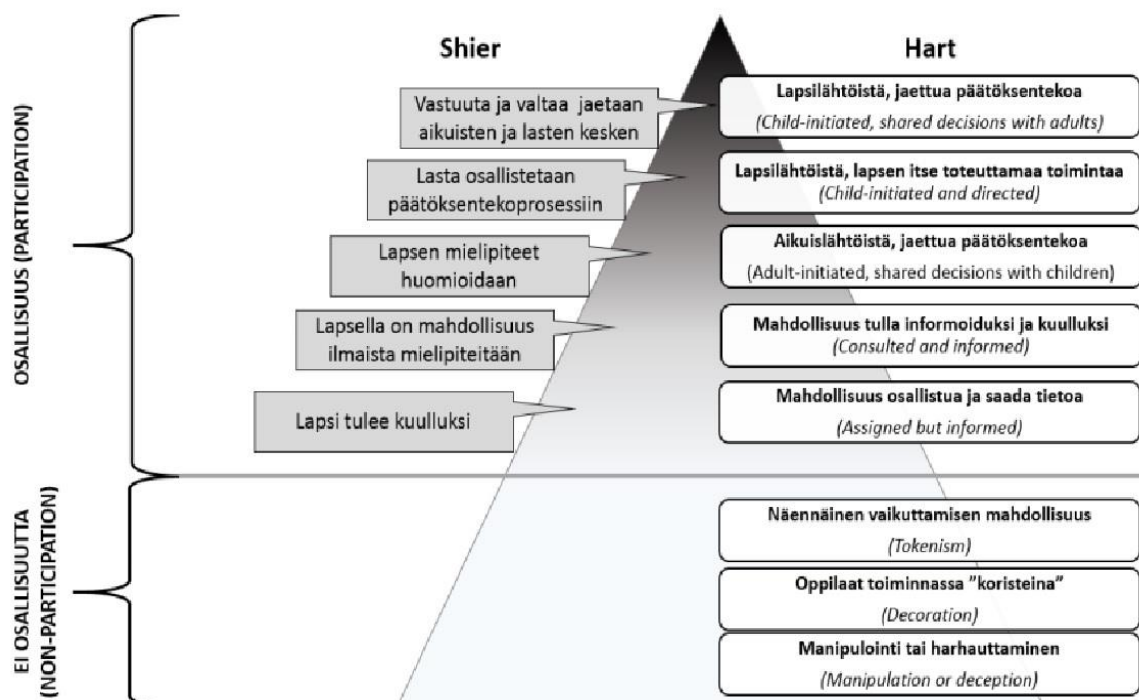 Shier
Hart
OSALLISUUS (PARTICIPATION)
Vastuuta ja valtaa jaetaan
aikuisten ja lasten kesken
Lasta osallistetaan
päätöksentekoprosessiin
Lapsen mielipiteet
huomioidaan
Lapsella on mahdollisuus
ilmaista mielipiteitään
Lapsi tulee kuulluksi
Lapsilähtöistä, jaettua päätöksentekoa
(Child-initiated, shared decisions with adults)
Lapsilähtöistä, lapsen itse toteuttamaa toimintaa
(Child-initiated and directed)
Aikuislähtöistä, jaettua päätöksentekoa
(Adult-initiated, shared decisions with children)
Mahdollisuus tulla informoiduksi ja kuulluksi
(Consulted and informed)
Mahdollisuus osallistua ja saada tietoa
(Assigned but informed)
EI OSALLISUUTTA
(NON-PARTICIPATION)
Näennäinen vaikuttamisen mahdollisuus
(Tokenism)
Oppilaat toiminnassa ”koristeina”
(Decoration)
Manipulointi tai harhauttaminen
(Manipulation or deception)